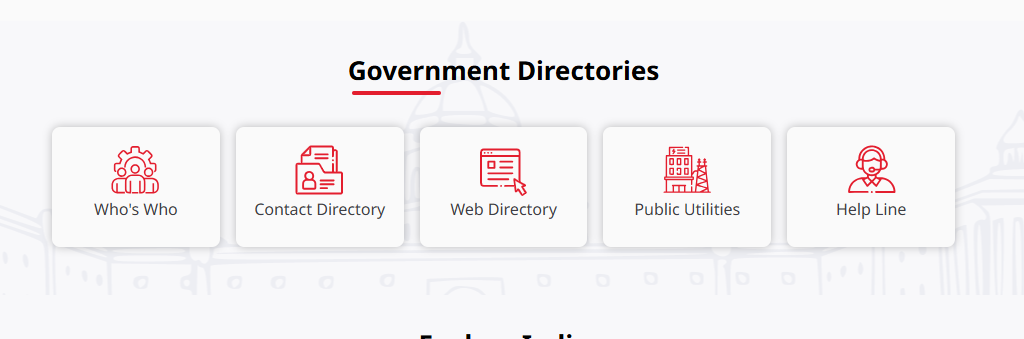 Government Directories
Who's Who
Contact Directory
Web Directory
Public Utilities
Help Line